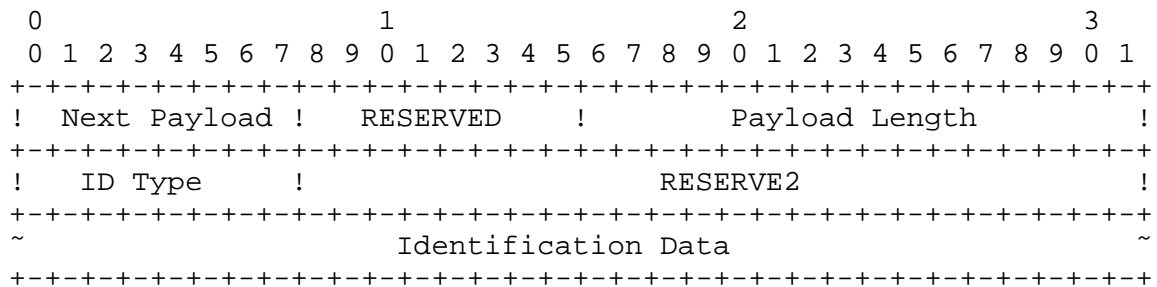 0                   1                   2                   3
 0 1 2 3 4 5 6 7 8 9 0 1 2 3 4 5 6 7 8 9 0 1 2 3 4 5 6 7 8 9 0 1
+-+-+-+-+-+-+-+-+-+-+-+-+-+-+-+-+-+-+-+-+-+-+-+-+-+-+-+-+-+-+-+-+
!  Next Payload !   RESERVED    !        Payload Length         !
+-+-+-+-+-+-+-+-+-+-+-+-+-+-+-+-+-+-+-+-+-+-+-+-+-+-+-+-+-+-+-+-+
!   ID Type     !                    RESERVE2                   !
+-+-+-+-+-+-+-+-+-+-+-+-+-+-+-+-+-+-+-+-+-+-+-+-+-+-+-+-+-+-+-+-+
~                     Identification Data                       ~
+-+-+-+-+-+-+-+-+-+-+-+-+-+-+-+-+-+-+-+-+-+-+-+-+-+-+-+-+-+-+-+-+